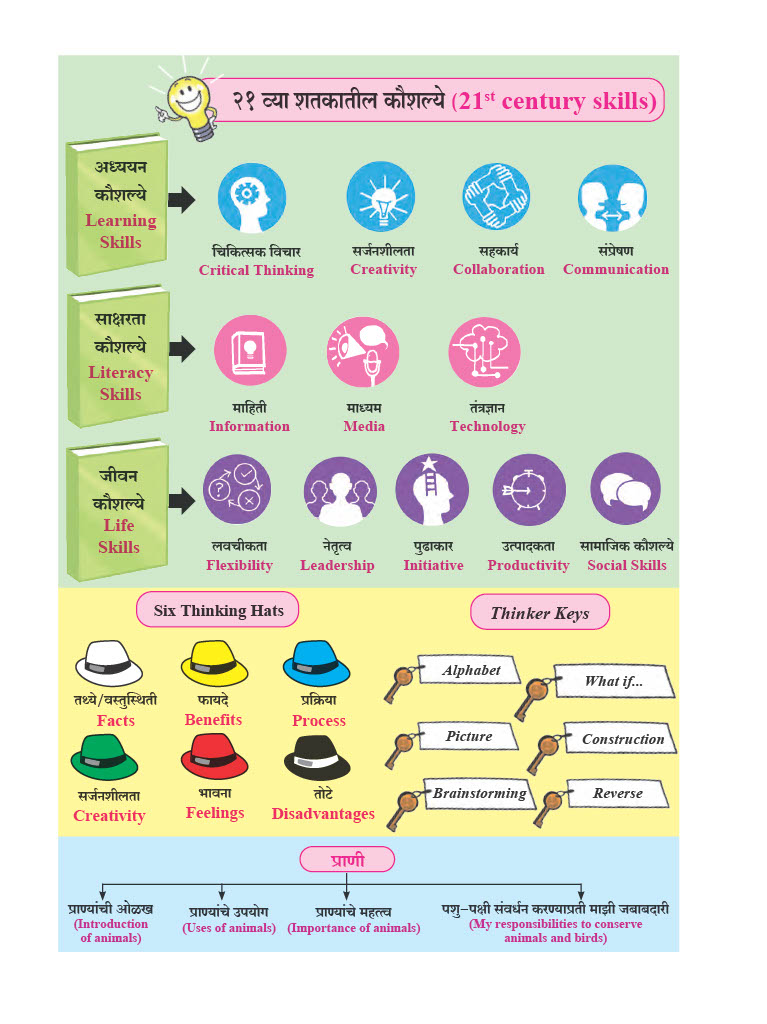 २१ व्या शतकातील कौशल्ये (21st century skills)
अध्ययन
कौशल्ये
Learning
Skills
चिकित्सक विचार
Critical Thinking
सर्जनशीलता
Creativity
सहकार्य
Collaboration
संप्रेषण
Communication
साक्षरता
कौशल्ये
Literacy
Skills
माहिती
Information
माध्यम
Media
तंत्रज्ञान
Technology
जीवन
कौशल्ये
Life
Skills
लवचीकता
Flexibility
नेतृत्व
Leadership
पुढाकार
Initiative
उत्पादकता
Productivity
सामाजिक कौशल्ये
Social Skills
Six Thinking Hats
तथ्ये/वस्तुस्थिती
Facts
फायदे
Benefits
प्रक्रिया
Process
सर्जनशीलता
Creativity
भावना
Feelings
तोटे
Disadvantages
Thinker Keys
Alphabet
What if...
Picture
Construction
Brainstorming
Reverse
प्राणी
प्राण्यांची ओळख
(Introduction
of animals)
प्राण्यांचे उपयोग
(Uses of animals)
प्राण्यांचे महत्त्व
(Importance of animals)
पशु-पक्षी संवर्धन करण्याप्रती माझी जबाबदारी
(My responsibilities to conserve
animals and birds)